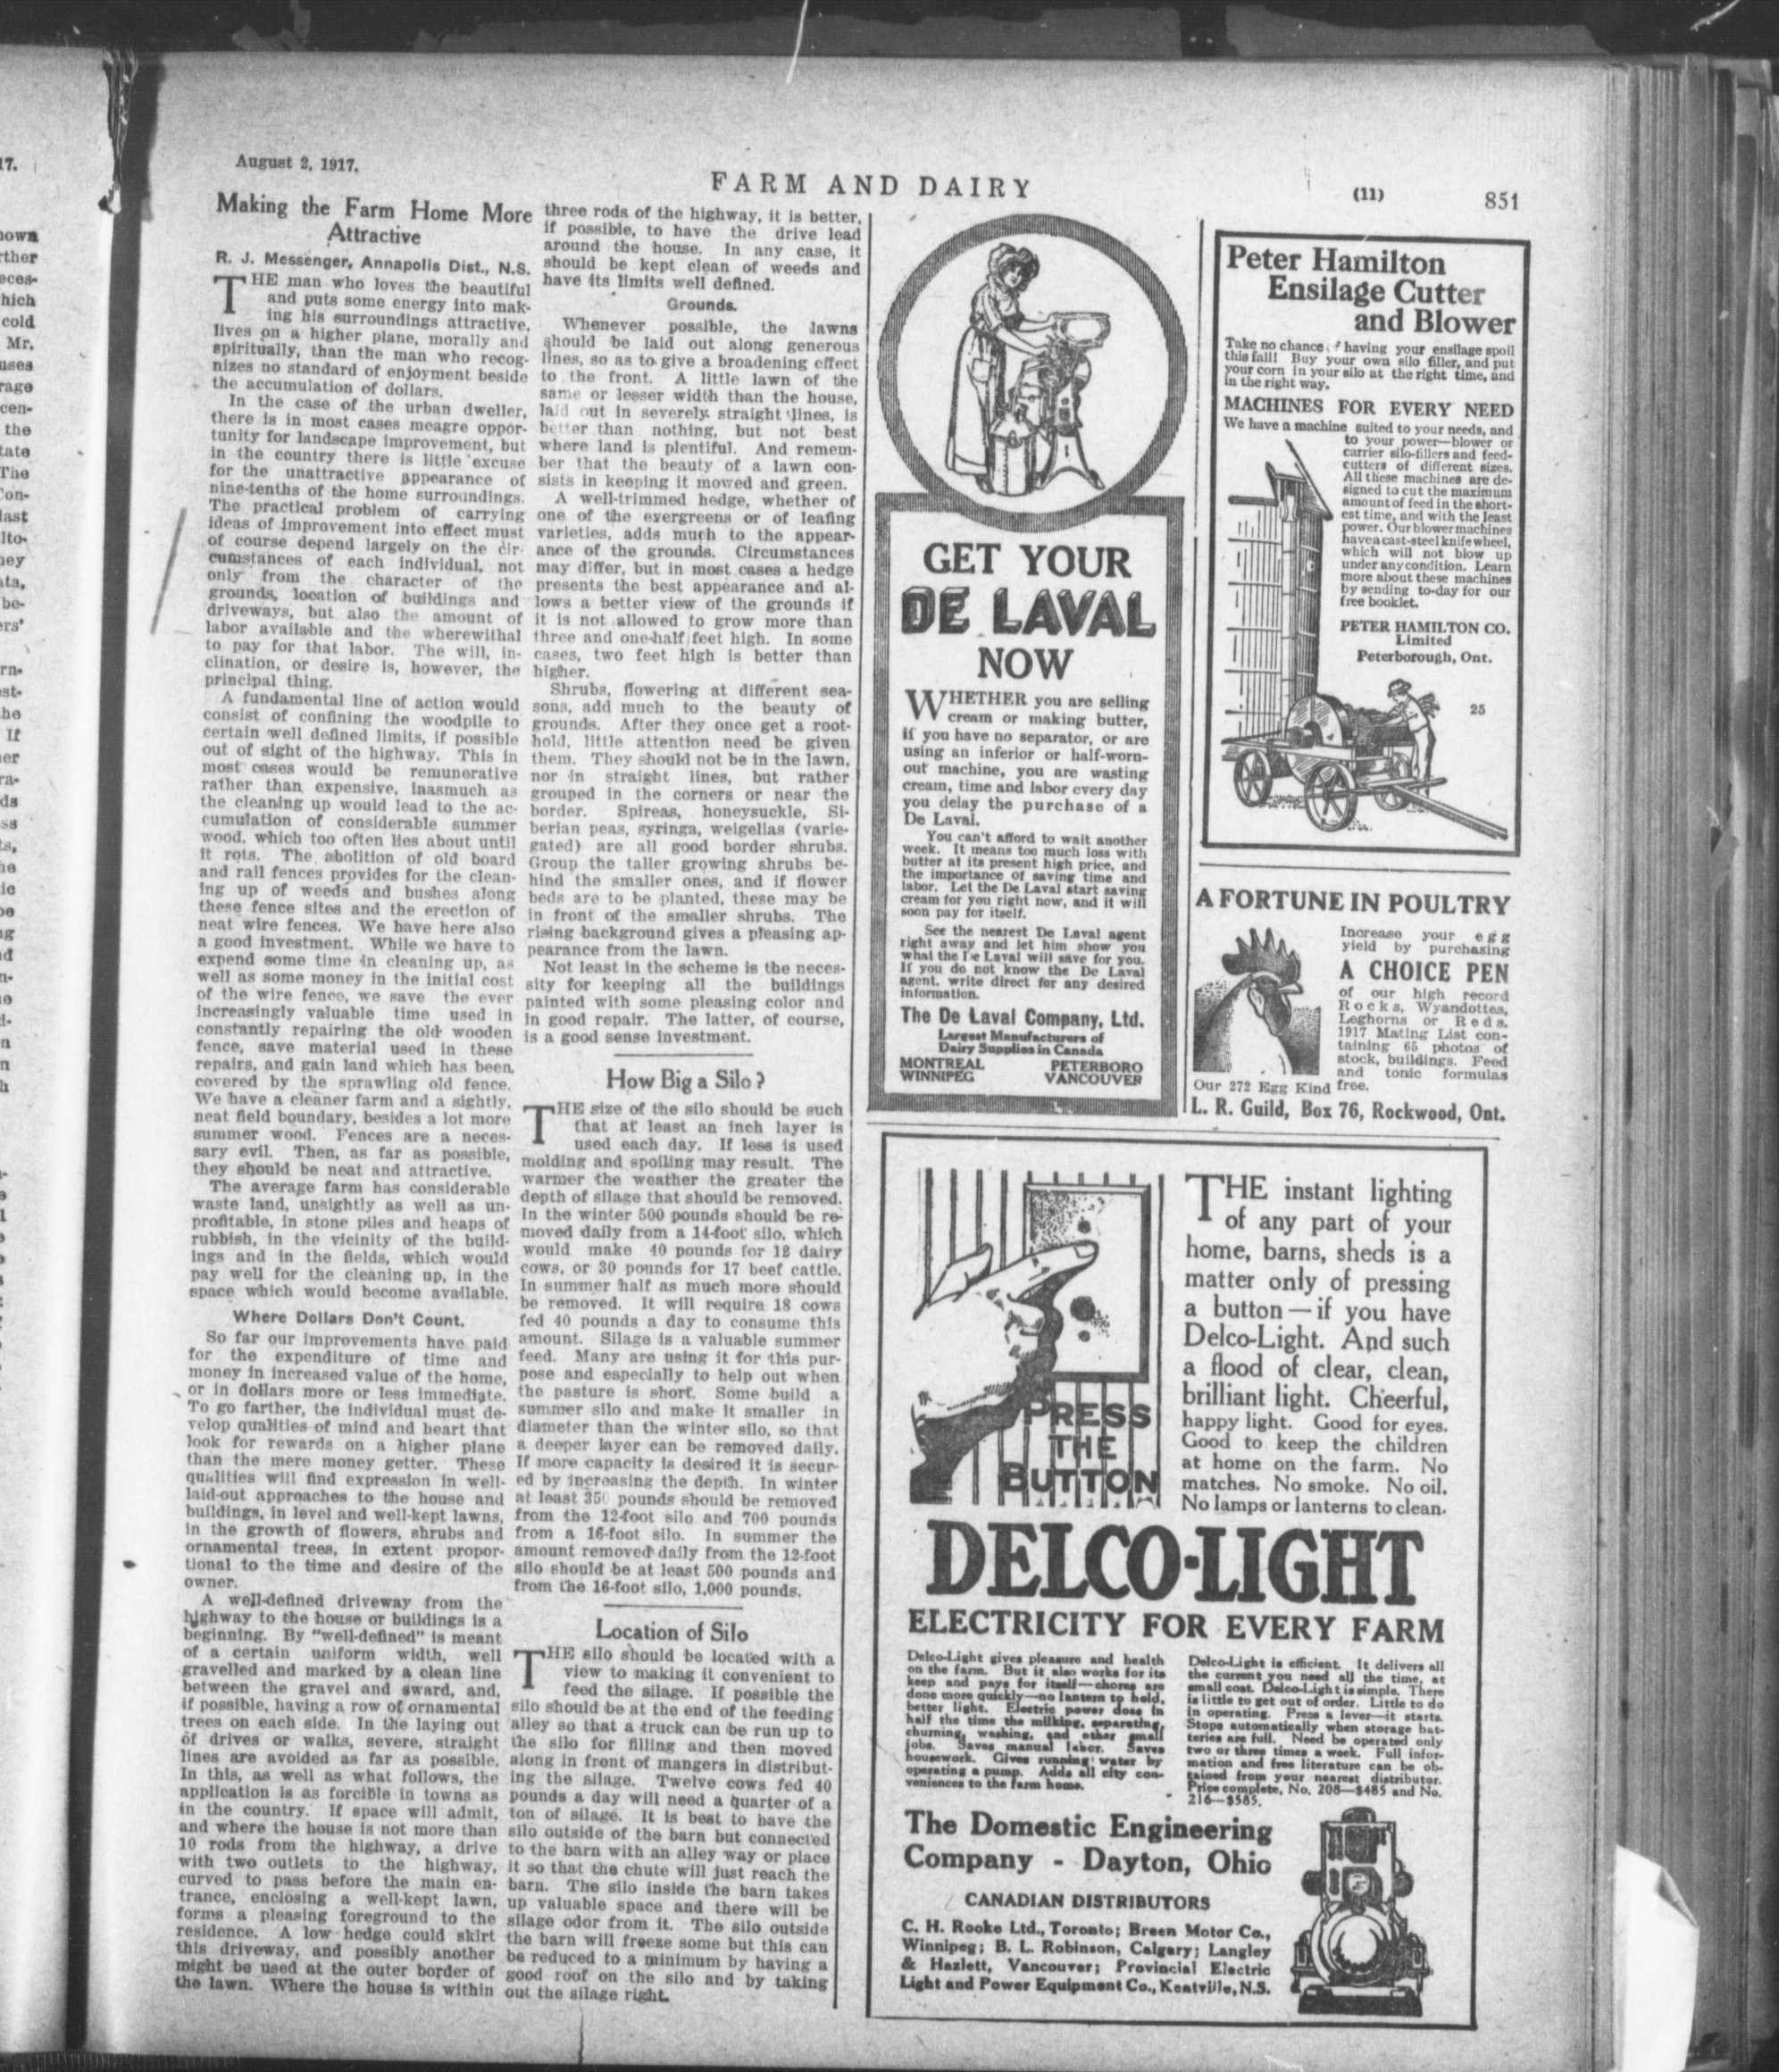 August 2, 1917.
FARM AND DAIRY
(11)
851
Making the Farm Home More
Attractive
R. J. Messenger, Annapolis Dist., N.S.
THE man who loves the beautiful
and puts some energy into mak-
ing his surroundings attractive,
lives on a higher plane, morally and
spiritually, than the man who recog-
nizes no standard of enjoyment beside
the accumulation of dollars.
In the case of the urban dweller,
there is in most cases meagre oppor-
tunity for landscape improvement, but
in the country there is little excuse
for the unattractive appearance of
nine-tenths of the home surroundings.
The practical problem of carrying
ideas of improvement into effect must
of course depend largely on the cir-
cumstances of each individual, not
only from the character of the
grounds, location of buildings and
driveways, but also the amount of
labor available and the wherewithal
to pay for that labor. The will, in-
clination, or desire is, however, the
principal thing.
A fundamental line of action would
consist of confining the woodpile to
certain well defined limits, if possible
out of sight of the highway. This in
most cases would be remunerative
rather than expensive, inasmuch as
the cleaning up would lead to the ac-
cumulation of considerable summer
wood, which too often lies about until
it rots. The abolition of old board
and rail fences provides for the clean-
ing up of weeds and bushes along
these fence sites and the erection of
neat wire fences. We have here also
a good investment. While we have to
expend some time in cleaning up, as
well as some money in the initial cost
of the wire fence, we save the ever
increasingly valuable time used in
constantly repairing the old wooden
fence, save material used in these
repairs, and gain land which has been
covered by the sprawling old fence.
We have a cleaner farm and a sightly,
neat field boundary, besides a lot more
summer wood. Fences are a neces-
sary evil. Then, as far as possible,
they should be neat and attractive.
The average farm has considerable
waste land, unsightly as well as un-
profitable, in stone piles and heaps of
rubbish, in the vicinity of the build-
ings and in the fields, which would
pay well for the cleaning up, in the
space which would become available.
Where Dollars Don't Count.
So far our improvements have paid
for the expenditure of time and
money in increased value of the home,
or in dollars more or less immediate.
To go farther, the individual must de-
velop qualities of mind and heart that
look for rewards on a higher plane
than the mere money getter. These
qualities will find expression in well-
laid-out approaches to the house and
buildings, in level and well-kept lawns,
in the growth of flowers, shrubs and
ornamental trees, in extent propor-
tional to the time and desire of the
owner.
A well-defined driveway from the
highway to the house or buildings is a
beginning. By "well-defined" is meant
of a certain uniform width, well
gravelled and marked by a clean line
between the gravel and sward, and,
if possible, having a row of ornamental
trees on each side. In the laying out
of drives or walks, severe, straight
lines are avoided as far as possible.
In this, as well as what follows, the
application is as forcible in towns as
in the country. If space will admit,
and where the house is not more than
10 rods from the highway, a drive
with two outlets to the highway,
curved to pass before the main en-
trance, enclosing a well-kept lawn,
forms a pleasing foreground to the
residence. A low hedge could skirt
this driveway, and possibly another
might be used at the outer border of
the lawn. Where the house is within
three rods of the highway, it is better,
if possible, to have the drive lead
around the house. In any case, it
should be kept clean of weeds and
have its limits well defined.
Grounds.
Whenever possible, the lawns
should be laid out along generous
lines, so as to give a broadening effect
to the front. A little lawn of the
same or lesser width than the house,
laid out in severely straight lines, is
better than nothing, but not best
where land is plentiful. And remem-
ber that the beauty of a lawn con-
sists in keeping it mowed and green.
A well-trimmed hedge, whether of
one of the evergreens or of leafing
varieties, adds much to the appear-
ance of the grounds. Circumstances
may differ, but in most cases a hedge
presents the best appearance and al-
lows a better view of the grounds if
it is not allowed to grow more than
three and one-half feet high. In some
cases, two feet high is better than
higher.
Shrubs, flowering at different sea-
sons, add much to the beauty of
grounds. After they once get a root-
hold, little attention need be given
them. They should not be in the lawn,
nor in straight lines, but rather
grouped in the corners or near the
border. Spireas, honeysuckle, Si-
berian peas, syringa, weigelias (varie-
gated) are all good border shrubs.
Group the taller growing shrubs be-
hind the smaller ones, and if flower
beds are to be planted, these may be
in front of the smaller shrubs. The
rising background gives a pleasing ap-
pearance from the lawn.
Not least in the scheme is the neces-
sity for keeping all the buildings
painted with some pleasing color and
in good repair. The latter, of course,
is a good sense investment.
How Big a Silo?
THE size of the silo should be such
that at least an inch layer is
used each day. If less is used
molding and spoiling may result. The
warmer the weather the greater the
depth of silage that should be removed.
In the winter 500 pounds should be re-
moved daily from a 14-foot silo, which
would make 40 pounds for 12 dairy
cows, or 30 pounds for 17 beef cattle.
In summer half as much more should
be removed. It will require 18 cows
fed 40 pounds a day to consume this
amount. Silage is a valuable summer
feed. Many are using it for this pur-
pose and especially to help out when
the pasture is short. Some build a
summer silo and make it smaller in
diameter than the winter silo, so that
a deeper layer can be removed daily.
If more capacity is desired it is secur-
ed by increasing the depth. In winter
at least 350 pounds should be removed
from the 12-foot silo and 700 pounds
from a 16-foot silo. In summer the
amount removed daily from the 12-foot
silo should be at least 500 pounds and
from the 16-foot silo, 1,000 pounds.
Location of Silo
THE silo should be located with a
view to making it convenient to
feed the silage. If possible the
silo should be at the end of the feeding
alley so that a truck can be run up to
the silo for filling and then moved
along in front of mangers in distribut-
ing the silage. Twelve cows fed 40
pounds a day will need a quarter of a
ton of silage. It is best to have the
silo outside of the barn but connected
to the barn with an alley way or place
it so that the chute will just reach the
barn. The silo inside the barn takes
up valuable space and there will be
silage odor from it. The silo outside
the barn will freeze some but this can
be reduced to a minimum by having a
good roof on the silo and by taking
out the silage right.
GET YOUR
DE LAVAL
NOW
WHETHER you are selling
cream or making butter,
if you have no separator, or are
using an inferior or half-worn-
out machine, you are wasting
cream, time and labor every day
you delay the purchase of a
De Laval.
You can't afford to wait another
week. It means too much loss with
butter at its present high price, and
the importance of saving time and
labor. Let the De Laval start saving
cream for you right now, and it will
soon pay for itself.
See the nearest De Laval agent
right away and let him show you
what the De Laval will save for you.
If you do not know the De Laval
agent, write direct for any desired
information.
The De Laval Company, Ltd.
Largest Manufacturers of
Dairy Supplies in Canada
MONTREAL PETERBORO
WINNIPEG VANCOUVER
Peter Hamilton
Ensilage Cutter
and Blower
Take no chance of having your ensilage spoil
this fall! Buy your own silo filler, and put
your corn in your silo at the right time, and
in the right way.
MACHINES FOR EVERY NEED
We have a machine suited to your needs, and
to your power—blower or
carrier silo-fillers and feed-
cutters of different sizes.
All these machines are de-
signed to cut the maximum
amount of feed in the short-
est time, and with the least
power. Our blower machines
have a cast-steel knife wheel,
which will not blow up
under any condition. Learn
more about these machines
by sending to-day for our
free booklet.
PETER HAMILTON CO.
Limited
Peterborough, Ont.
25
A FORTUNE IN POULTRY
Increase your egg
yield by purchasing
A CHOICE PEN
of our high record
Rocks, Wyandottes,
Leghorns or Reds.
1917 Mating List con-
taining 65 photos of
stock, buildings. Feed
and tonic formulas
free.
Our 272 Egg Kind
L. R. Guild, Box 76, Rockwood, Ont.
PRESS
THE
BUTTON
THE instant lighting
of any part of your
home, barns, sheds is a
matter only of pressing
a button—if you have
Delco-Light. And such
a flood of clear, clean,
brilliant light. Cheerful,
happy light. Good for eyes.
Good to keep the children
at home on the farm. No
matches. No smoke. No oil.
No lamps or lanterns to clean.
DELCO-LIGHT
ELECTRICITY FOR EVERY FARM
Delco-Light gives pleasure and health
on the farm. But it also works for its
keep and pays for itself—chores are
done more quickly—no lantern to hold,
better light. Electric power does in
half the time the milking, separating,
churning, washing, and other small
jobs. Saves manual labor. Saves
housework. Gives running water by
operating a pump. Adds all city con-
veniences to the farm home.
Delco-Light is efficient. It delivers all
the current you need all the time, at
small cost. Delco-Light is simple. There
is little to get out of order. Little to do
in operating. Press a lever—it starts.
Stops automatically when storage bat-
teries are full. Need be operated only
two or three times a week. Full infor-
mation and free literature can be ob-
tained from your nearest distributor.
Price complete, No. 208—$485 and No.
216—$585.
The Domestic Engineering
Company - Dayton, Ohio
CANADIAN DISTRIBUTORS
C. H. Rooke Ltd., Toronto; Breen Motor Co.,
Winnipeg; B. L. Robinson, Calgary; Langley
& Hazlett, Vancouver; Provincial Electric
Light and Power Equipment Co., Kentville, N.S.